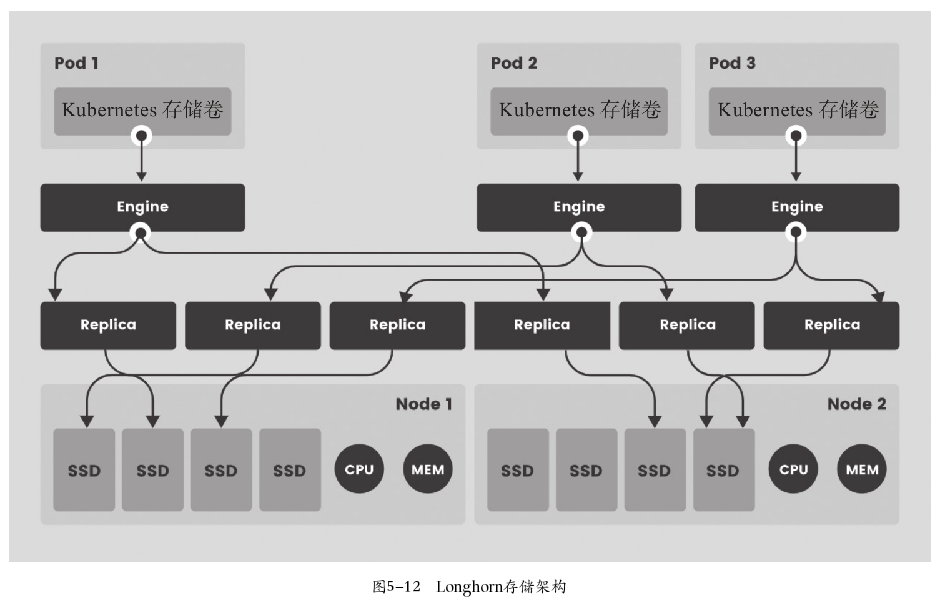 Pod 1
Pod 2
Pod 3
Kubernetes 存储卷
Kubernetes 存储卷
Kubernetes 存储卷
Engine
Engine
Engine
Replica
Replica
Replica
Replica
Replica
Replica
Node 1
Node 2
SSD
SSD
SSD
SSD
CPU
MEM
SSD
SSD
SSD
SSD
CPU
MEM
图5-12 Longhorn存储架构